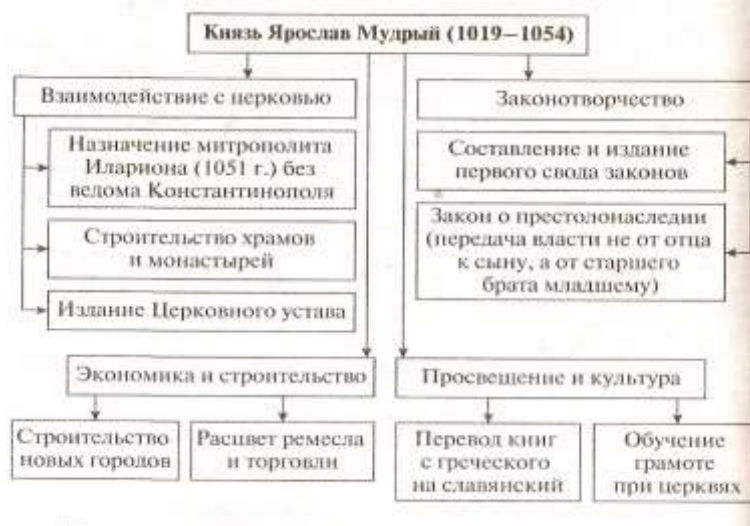 Князь Ярослав Мудрый (1019—1054)
Взаимодействие с церковью
Назначение митрополита
Илариона (1051 г.) без
ведома Константинополя
Строительство храмов
и монастырей
Издание Церковного устава
Законотворчество
Составление и издание
первого свода законов
Закон о престолонаследии
(передача власти не от отца
к сыну, а от старшего
брата младшему)
Экономика и строительство
Строительство
новых городов
Расцвет ремесла
и торговли
Просвещение и культура
Перевод книг
с греческого
на славянский
Обучение
грамоте
при церквях